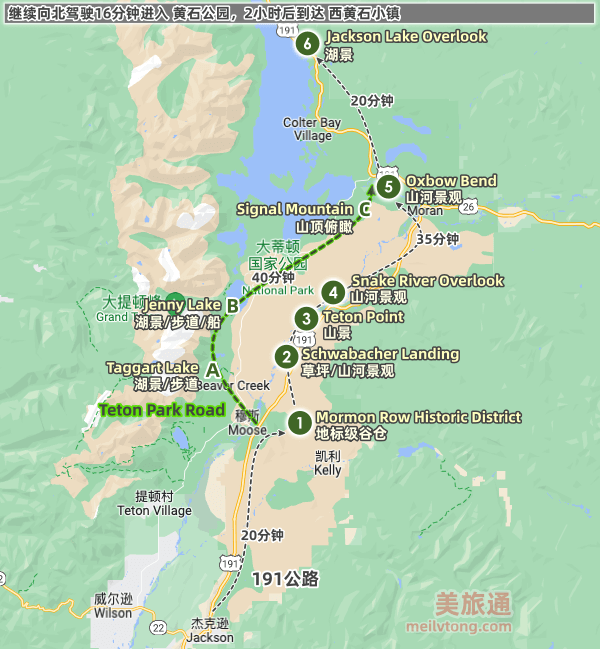 继续向北驾驶16分钟进入 黄石公园，2小时后到达 西黄石小镇
191
6
Jackson Lake Overlook
湖景
20分钟
Colter Bay
Village
191
5
Oxbow Bend
山河景观
Moran
26
Signal Mountain
C
山顶俯瞰
35分钟
大蒂顿
国家公园
40分钟
National Park
4
Snake River Overlook
山河景观
大提顿峰
Grand
Jenny Lake
B
湖景/步道/船
3
Teton Point
山景
191
2
Schwabacher Landing
草坪/山河景观
Taggart Lake
A
湖景/步道
Beaver Creek
Teton Park Road
穆斯
Moose
1
Mormon Row Historic District
地标级谷仓
凯利
Kelly
提顿村
Teton Village
20分钟
191
191公路
威尔逊
Wilson
22
杰克逊
Jackson
美旅通
meilvtong.com